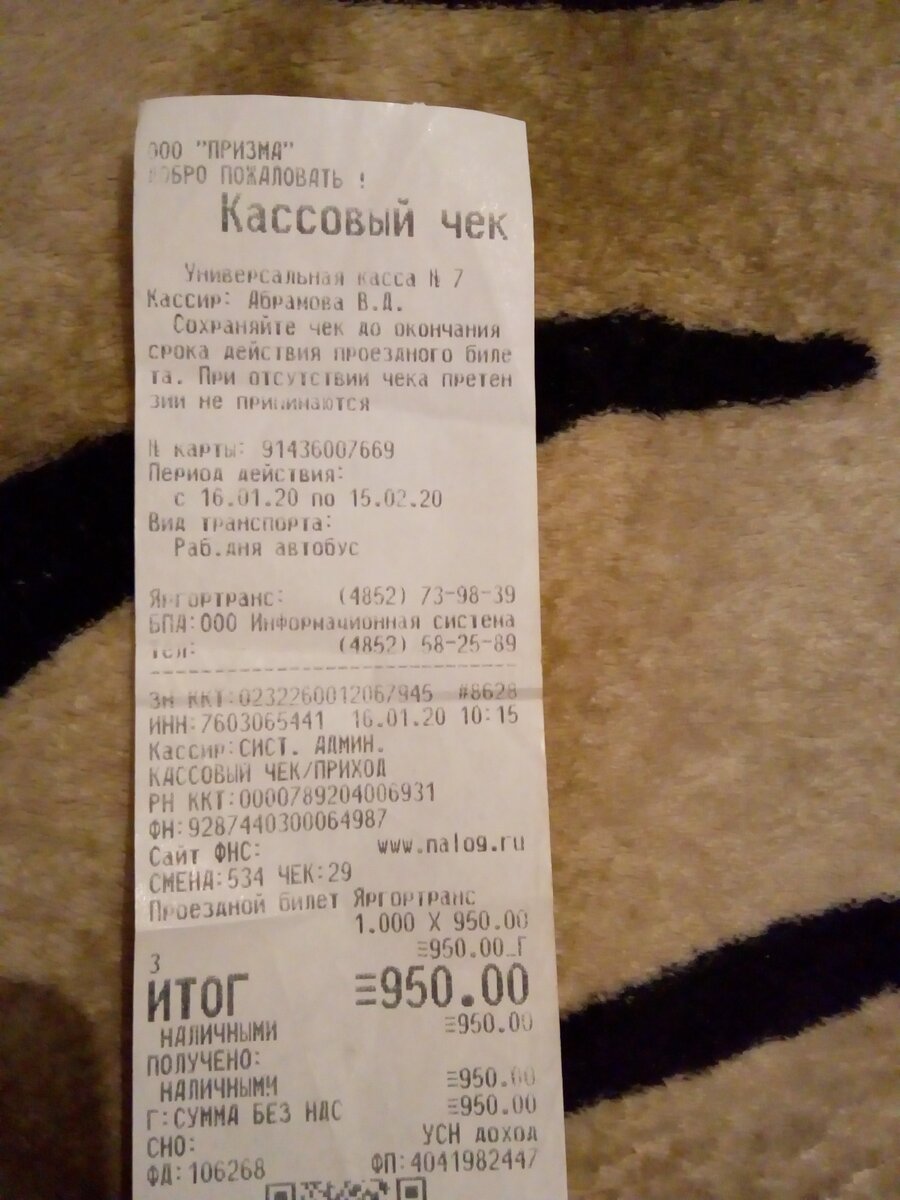 ООО "ПРИЗМА"
ДОБРО ПОЖАЛОВАТЬ !
Кассовый чек
Универсальная касса N 7
Кассир: Абрамова В.Д.
Сохраняйте чек до окончания
срока действия проездного биле
та. При отсутствии чека претен
зии не принимаются
N карты: 91436007669
Период действия:
с 16.01.20 по 15.02.20
Вид транспорта:
Раб.дня автобус
Яргортранс: (4852) 73-98-39
БПА:ООО Информационная система
тел: (4852) 58-25-89
ЗН ККТ:0232260012067945 #8628
ИНН:7603065441 16.01.20 10:15
Кассир:СИСТ. АДМИН.
КАССОВЫЙ ЧЕК/ПРИХОД
РН ККТ:0000789204006931
ФН:9287440300064987
Сайт ФНС: www.nalog.ru
СМЕНА:534 ЧЕК:29
Проездной билет Яргортранс
1.000 X 950.00
≡950.00_Г
3
ИТОГ ≡950.00
НАЛИЧНЫМИ ≡950.00
ПОЛУЧЕНО:
НАЛИЧНЫМИ ≡950.00
Г:СУММА БЕЗ НДС ≡950.00
СНО: УСН доход
ФД:106268 ФП:4041982447